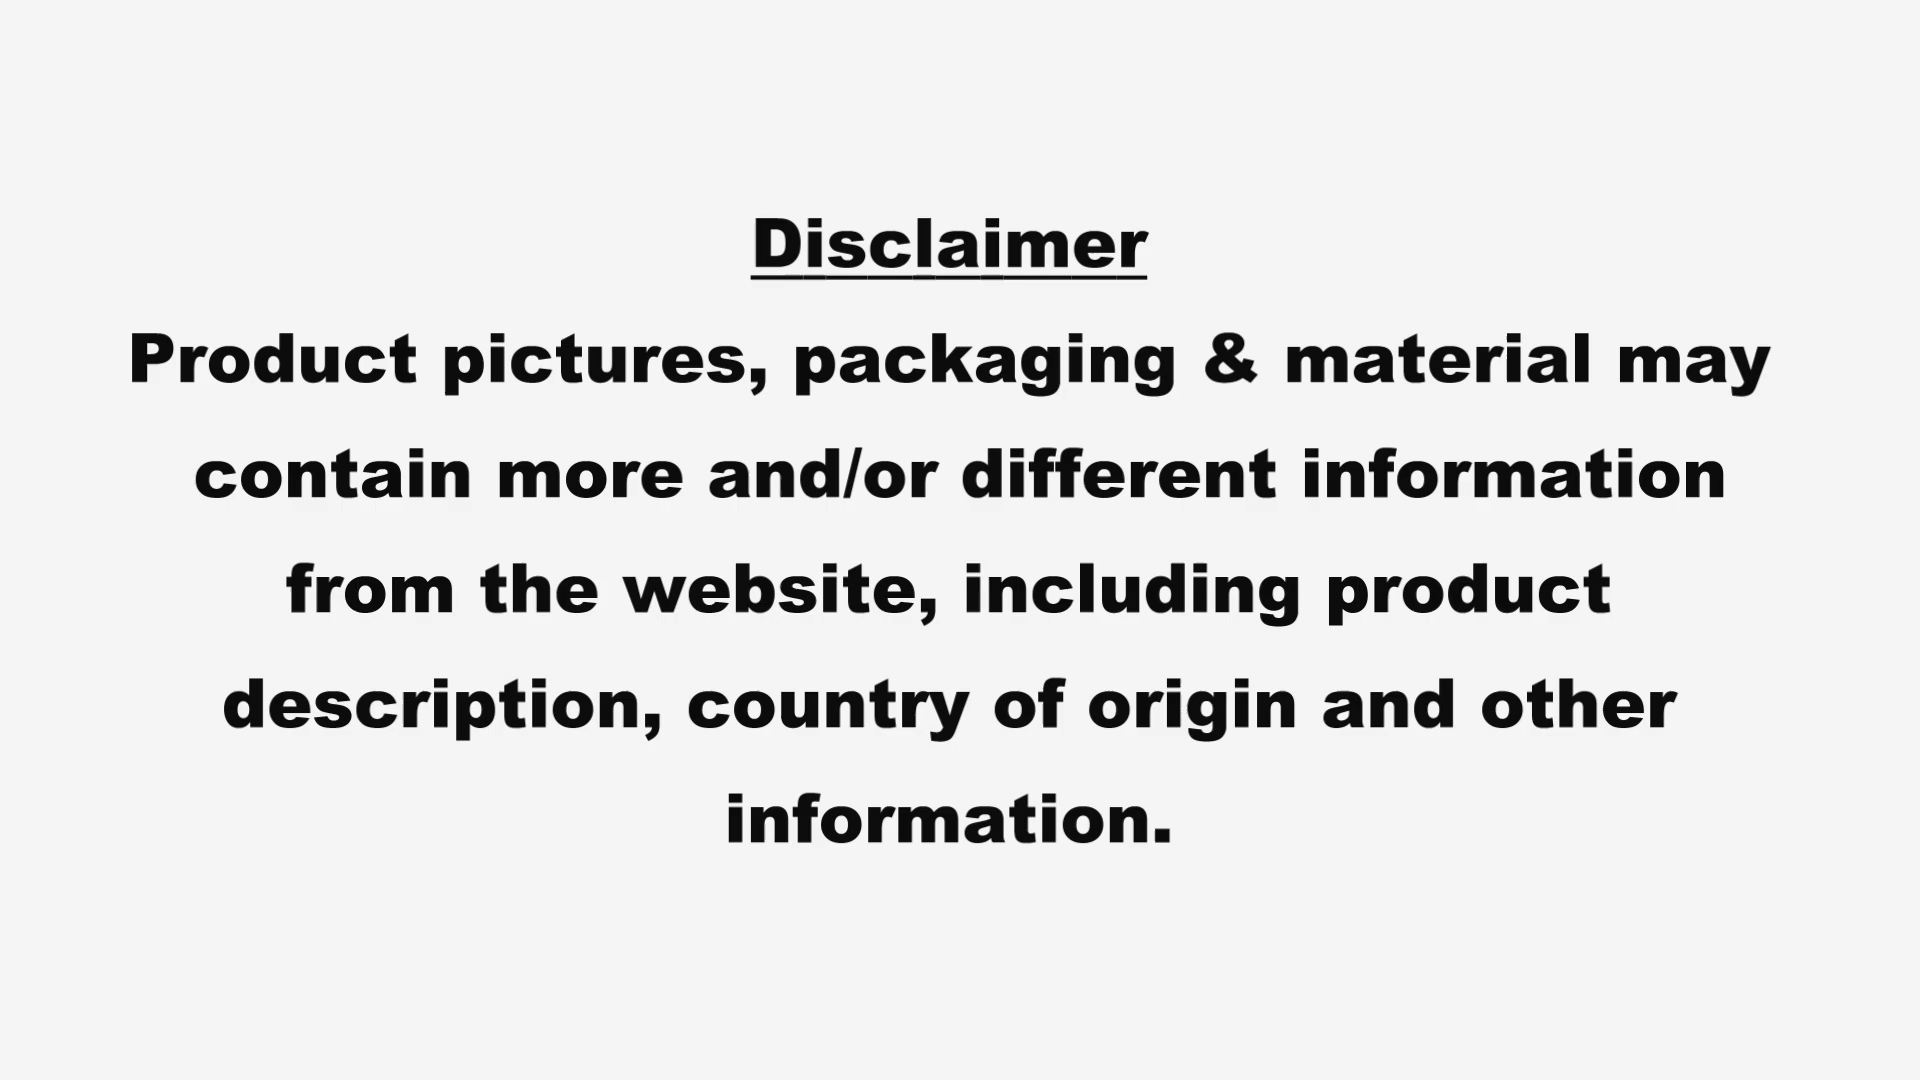 Disclaimer
Product pictures, packaging & material may
contain more and/or different information
from the website, including product
description, country of origin and other
information.